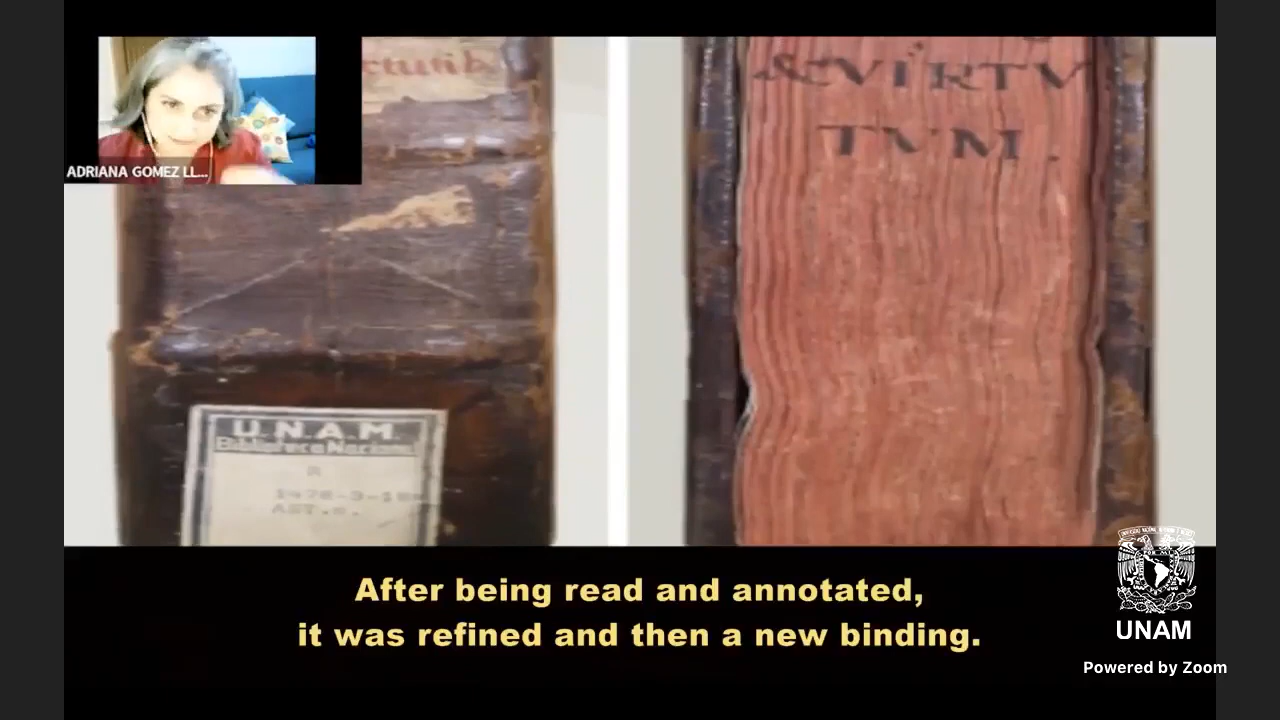 ADRIANA GOMEZ LL...
& VIRTV
TVM.
U.N.A.M.
Biblioteca Nacional
R
AST.S.
After being read and annotated,
it was refined and then a new binding.
UNAM
Powered by Zoom